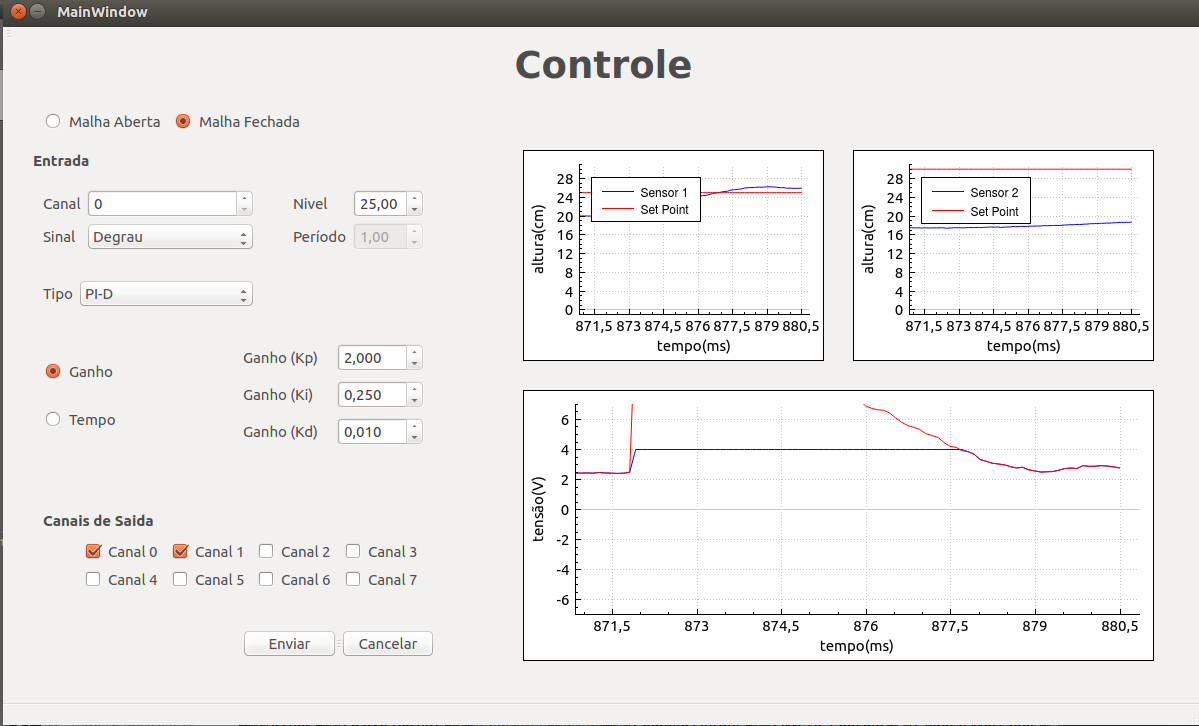 MainWindow
Controle
Malha Aberta Malha Fechada
Entrada
Canal 0 Nivel 25,00
Sinal Degrau Período 1,00
Tipo PI-D
Ganho Ganho (Kp) 2,000
Ganho (Ki) 0,250
Tempo Ganho (Kd) 0,010
Canais de Saida
Canal 0 Canal 1 Canal 2 Canal 3
Canal 4 Canal 5 Canal 6 Canal 7
Enviar Cancelar
altura(cm)
28
24
20
16
12
8
4
0
Sensor 1
Set Point
871,5 873 874,5 876 877,5 879 880,5
tempo(ms)
altura(cm)
28
24
20
16
12
8
4
0
Sensor 2
Set Point
871,5 873 874,5 876 877,5 879 880,5
tempo(ms)
tensão(V)
6
4
2
0
-2
-4
-6
871,5 873 874,5 876 877,5 879 880,5
tempo(ms)